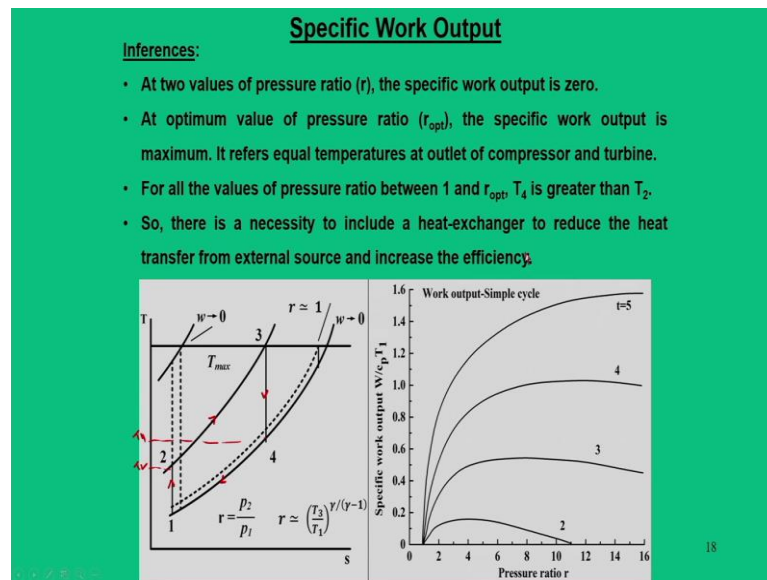 Specific Work Output
Inferences:
• At two values of pressure ratio (r), the specific work output is zero.
• At optimum value of pressure ratio (ropt), the specific work output is
maximum. It refers equal temperatures at outlet of compressor and turbine.
• For all the values of pressure ratio between 1 and ropt, T4 is greater than T2.
• So, there is a necessity to include a heat-exchanger to reduce the heat
transfer from external source and increase the efficiency.
T
w→0
3
r ≃ 1
w→0
Tmax
2
4
1
r = p2/p1
r ≃ (T3/T1)^γ/(γ−1)
s
Work output-Simple cycle
t=5
4
3
2
Specific work output W/cpT1
1.6
1.4
1.2
1.0
0.8
0.6
0.4
0.2
0
0 2 4 6 8 10 12 14 16
Pressure ratio r
18